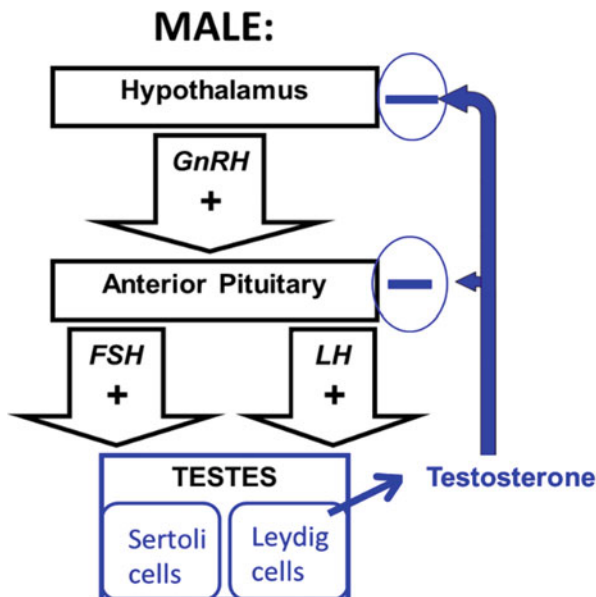 MALE:
Hypothalamus
GnRH
+
Anterior Pituitary
FSH
+
LH
+
TESTES
Sertoli
cells
Leydig
cells
Testosterone